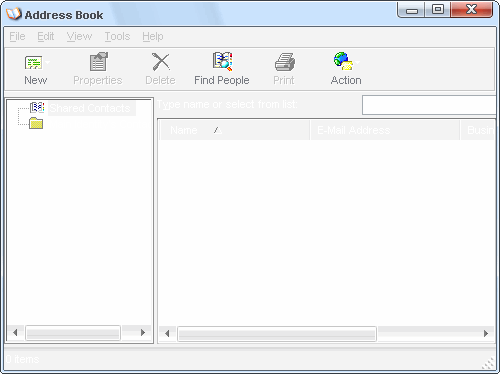 Address Book
File Edit View Tools Help
New Properties Delete Find People Print Action
Shared Contacts
Type name or select from list
Name / E-Mail Address Busin
0 items